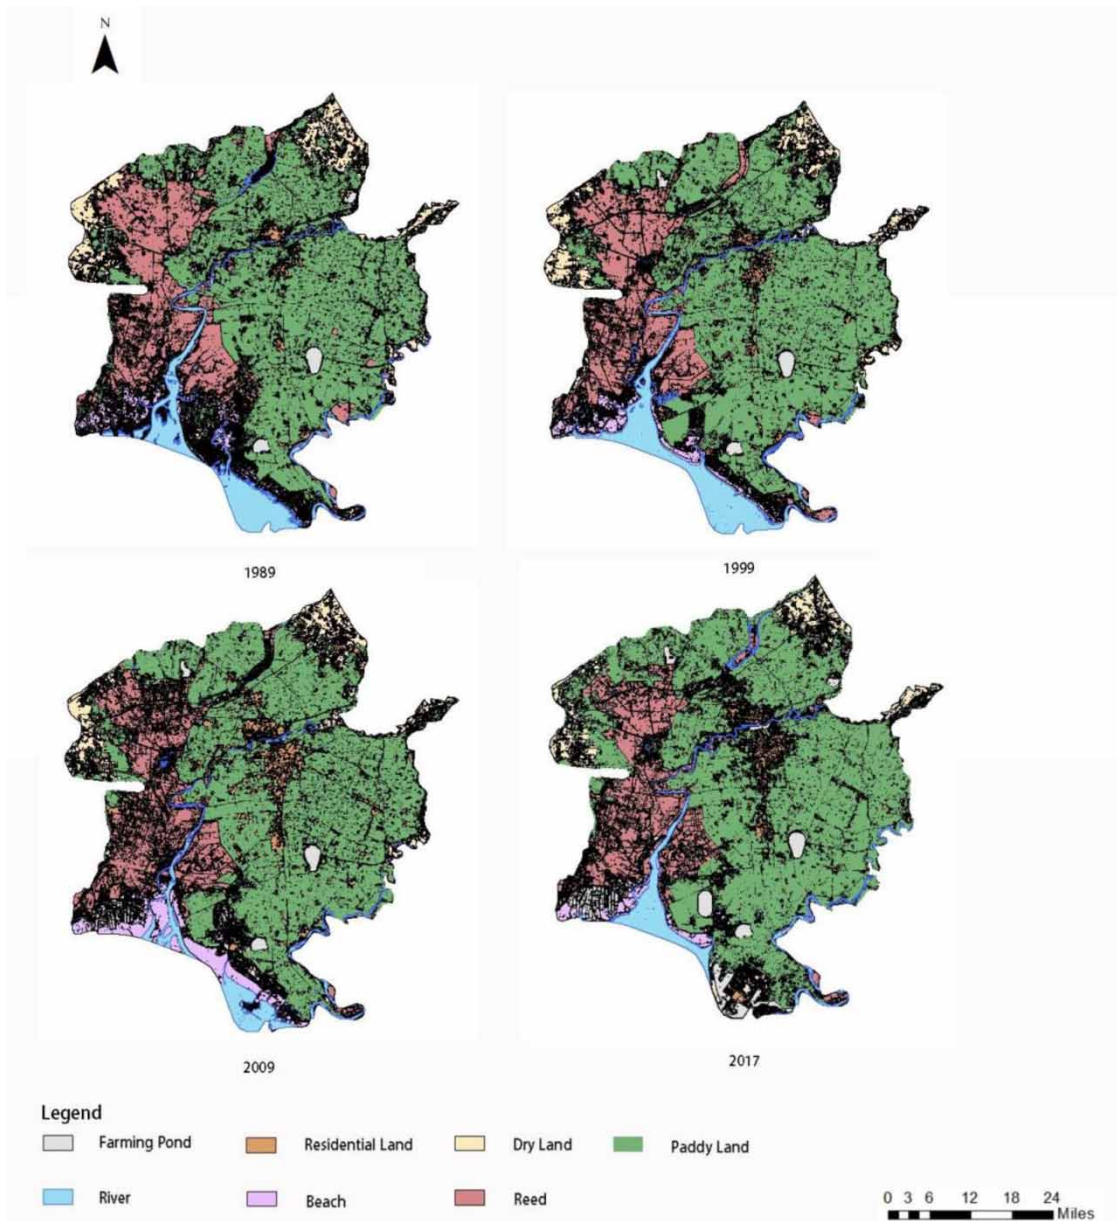 N
1989
1999
2009
2017
Legend
Farming Pond
Residential Land
Dry Land
Paddy Land
River
Beach
Reed
0 3 6 12 18 24
Miles